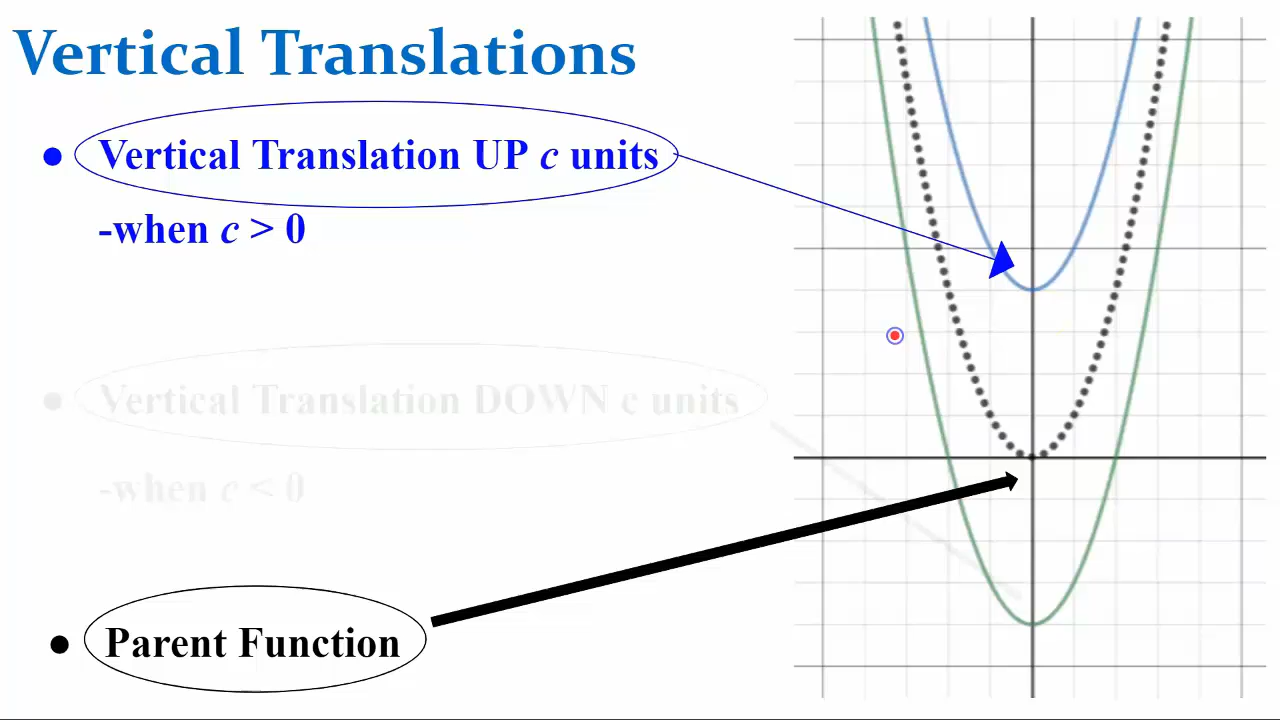 Vertical Translations
● Vertical Translation UP c units
-when c > 0
● Vertical Translation DOWN c units
-when c < 0
● Parent Function